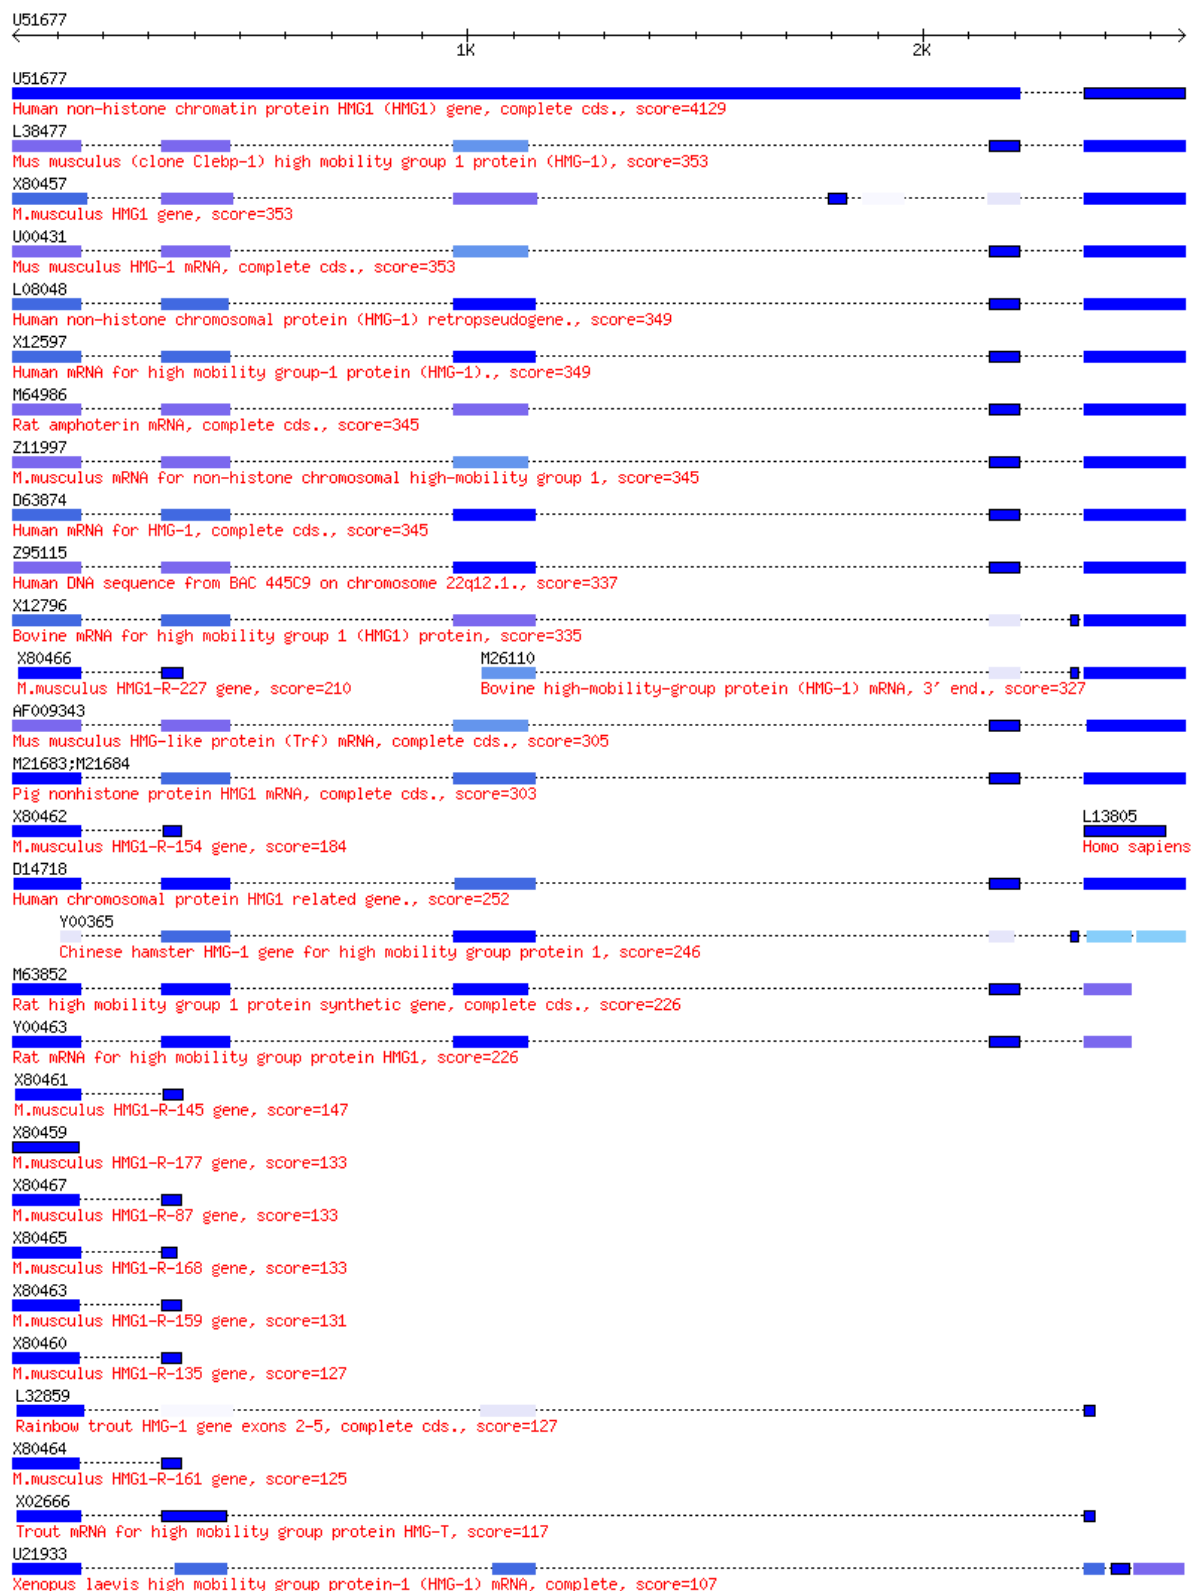 U51677
1K 2K
U51677
Human non-histone chromatin protein HMG1 (HMG1) gene, complete cds., score=4129
L38477
Mus musculus (clone Clebp-1) high mobility group 1 protein (HMG-1), score=353
X80457
M.musculus HMG1 gene, score=353
U00431
Mus musculus HMG-1 mRNA, complete cds., score=353
L08048
Human non-histone chromosomal protein (HMG-1) retropseudogene., score=349
X12597
Human mRNA for high mobility group-1 protein (HMG-1)., score=349
M64986
Rat amphoterin mRNA, complete cds., score=345
Z11997
M.musculus mRNA for non-histone chromosomal high-mobility group 1, score=345
D63874
Human mRNA for HMG-1, complete cds., score=345
Z95115
Human DNA sequence from BAC 445C9 on chromosome 22q12.1., score=337
X12796
Bovine mRNA for high mobility group 1 (HMG1) protein, score=335
X80466 M26110
M.musculus HMG1-R-227 gene, score=210 Bovine high-mobility-group protein (HMG-1) mRNA, 3' end., score=327
AF009343
Mus musculus HMG-like protein (Trf) mRNA, complete cds., score=305
M21683;M21684
Pig nonhistone protein HMG1 mRNA, complete cds., score=303
X80462 L13805
M.musculus HMG1-R-154 gene, score=184 Homo sapiens
D14718
Human chromosomal protein HMG1 related gene., score=252
Y00365
Chinese hamster HMG-1 gene for high mobility group protein 1, score=246
M63852
Rat high mobility group 1 protein synthetic gene, complete cds., score=226
Y00463
Rat mRNA for high mobility group protein HMG1, score=226
X80461
M.musculus HMG1-R-145 gene, score=147
X80459
M.musculus HMG1-R-177 gene, score=133
X80467
M.musculus HMG1-R-87 gene, score=133
X80465
M.musculus HMG1-R-168 gene, score=133
X80463
M.musculus HMG1-R-159 gene, score=131
X80460
M.musculus HMG1-R-135 gene, score=127
L32859
Rainbow trout HMG-1 gene exons 2-5, complete cds., score=127
X80464
M.musculus HMG1-R-161 gene, score=125
X02666
Trout mRNA for high mobility group protein HMG-T, score=117
U21933
Xenopus laevis high mobility group protein-1 (HMG-1) mRNA, complete, score=107